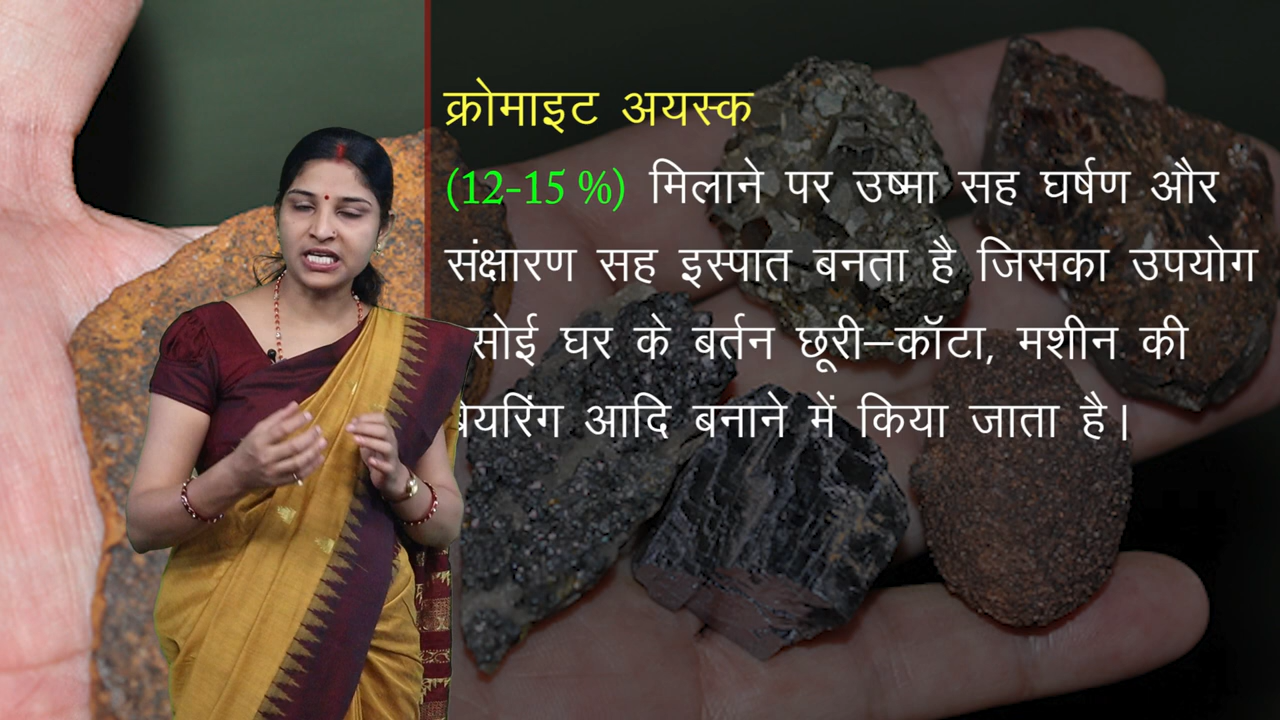 क्रोमाइट अयस्क
(12-15 %) मिलाने पर उष्मा सह घर्षण और
संक्षारण सह इस्पात बनता है जिसका उपयोग
घर के बर्तन छूरी–कॉटा, मशीन की
आदि बनाने में किया जाता है।